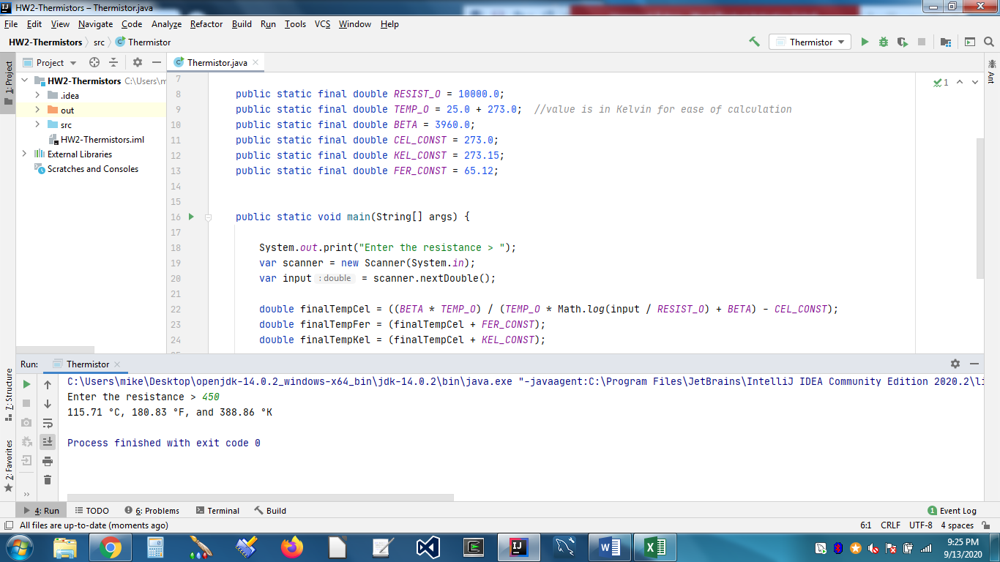 HW2-Thermistors – Thermistor.java
File Edit View Navigate Code Analyze Refactor Build Run Tools VCS Window Help
HW2-Thermistors src Thermistor
Thermistor
1: Project
Project
Thermistor.java
Ant
HW2-Thermistors C:\Users\m
.idea
out
src
HW2-Thermistors.iml
External Libraries
Scratches and Consoles
1
7
8 public static final double RESIST_O = 10000.0;
9 public static final double TEMP_O = 25.0 + 273.0; //value is in Kelvin for ease of calculation
10 public static final double BETA = 3960.0;
11 public static final double CEL_CONST = 273.0;
12 public static final double KEL_CONST = 273.15;
13 public static final double FER_CONST = 65.12;
14
15
16 public static void main(String[] args) {
17
18 System.out.print("Enter the resistance > ");
19 var scanner = new Scanner(System.in);
20 var input : double = scanner.nextDouble();
21
22 double finalTempCel = ((BETA * TEMP_O) / (TEMP_O * Math.log(input / RESIST_O) + BETA) - CEL_CONST);
23 double finalTempFer = (finalTempCel + FER_CONST);
24 double finalTempKel = (finalTempCel + KEL_CONST);
Run: Thermistor
7: Structure
2: Favorites
C:\Users\mike\Desktop\openjdk-14.0.2_windows-x64_bin\jdk-14.0.2\bin\java.exe "-javaagent:C:\Program Files\JetBrains\IntelliJ IDEA Community Edition 2020.2\li
Enter the resistance > 450
115.71 °C, 180.83 °F, and 388.86 °K
Process finished with exit code 0
4: Run TODO 6: Problems Terminal Build
1 Event Log
All files are up-to-date (moments ago)
6:1 CRLF UTF-8 4 spaces
9:25 PM
9/13/2020